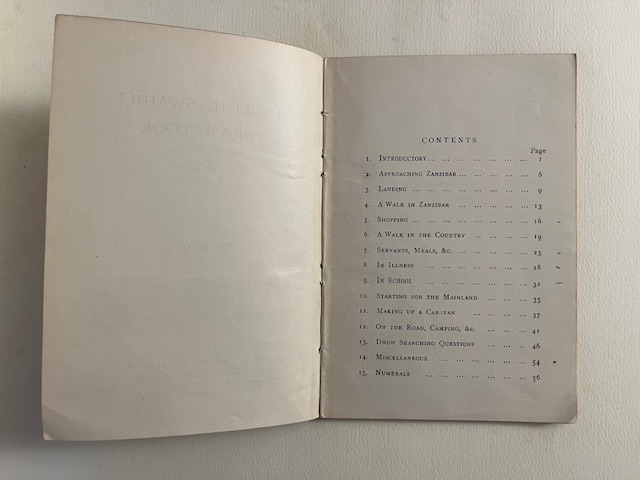 CONTENTS
Page
1. INTRODUCTORY... ... ... ... ... ... ... 1
2. APPROACHING ZANZIBAR ... ... ... ... ... 6
3. LANDING ... ... ... ... ... ... ... 9
4. A WALK IN ZANZIBAR ... ... ... ... ... 13
5. SHOPPING ... ... ... ... ... ... ... 16
6. A WALK IN THE COUNTRY ... ... ... ... 19
7. SERVANTS, MEALS, &C. ... ... ... ... ... 23
8. IN ILLNESS ... ... ... ... ... ... ... 28
9. IN SCHOOL ... ... ... ... ... ... ... 32
10. STARTING FOR THE MAINLAND ... ... ... ... 35
11. MAKING UP A CARAVAN ... ... ... ... 37
12. ON THE ROAD, CAMPING, &C. ... ... ... ... 41
13. DHOW SEARCHING QUESTIONS ... ... ... ... 46
14. MISCELLANEOUS ... ... ... ... ... ... 54
15. NUMERALS ... ... ... ... ... ... ... 56